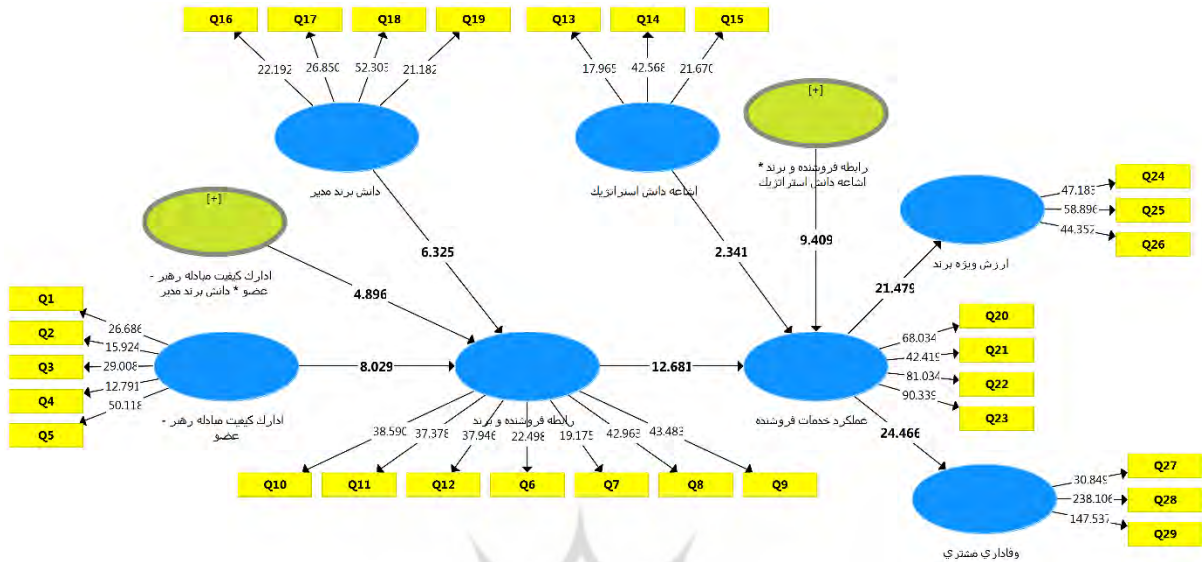 Q16
Q17
Q18
Q19
Q13
Q14
Q15
22.192
26.850
52.303
21.182
17.965
42.568
21.670
[+]
دانش برند مدیر
اشاعه دانش استراتژیک
رابطه فروشنده و برند *
اشاعه دانش استراتژیک
Q24
Q25
Q26
47.183
58.896
44.352
ارزش ویژه برند
[+]
ادارک کیفیت مبادله رهبر -
عضو * دانش برند مدیر
6.325
2.341
9.409
4.896
21.479
Q1
Q2
Q3
Q4
Q5
26.686
15.924
29.008
12.791
50.118
ادارک کیفیت مبادله رهبر -
عضو
8.029
12.681
رابطه فروشنده و برند
عملکرد خدمات فروشنده
Q20
Q21
Q22
Q23
68.034
42.419
81.034
90.339
24.466
38.590
37.378
37.946
22.498
19.175
42.963
43.483
Q10
Q11
Q12
Q6
Q7
Q8
Q9
Q27
Q28
Q29
30.849
238.106
147.537
وفاداري مشتري